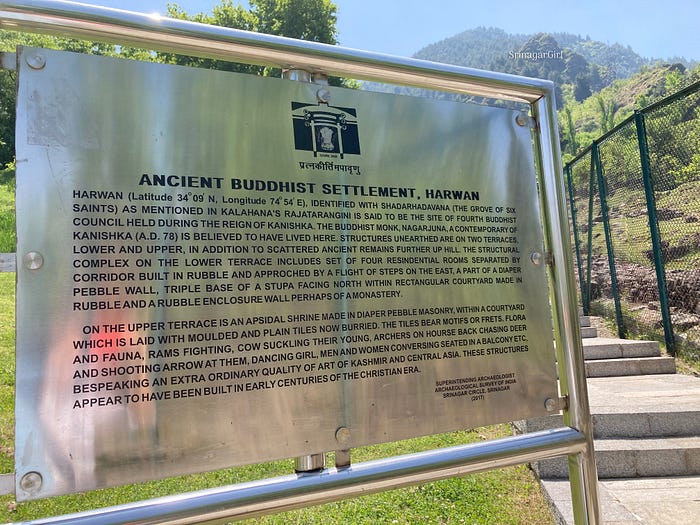 SrinagarGirl
प्रत्नकीर्तिमपावृणु
ANCIENT BUDDHIST SETTLEMENT, HARWAN
HARWAN (Latitude 34° 09' N, Longitude 74° 54' E), IDENTIFIED WITH SHADARHADAVANA (THE GROVE OF SIX
SAINTS) AS MENTIONED IN KALAHANA'S RAJATARANGINI IS SAID TO BE THE SITE OF FOURTH BUDDHIST
COUNCIL HELD DURING THE REIGN OF KANISHKA. THE BUDDHIST MONK, NAGARJUNA, A CONTEMPORARY OF
KANISHKA (A.D. 78) IS BELIEVED TO HAVE LIVED HERE. STRUCTURES UNEARTHED ARE ON TWO TERRACES,
LOWER AND UPPER, IN ADDITION TO SCATTERED ANCIENT REMAINS FURTHER UP HILL. THE STRUCTURAL
COMPLEX ON THE LOWER TERRACE INCLUDES SET OF FOUR RESINDENTIAL ROOMS SEPARATED BY
CORRIDOR BUILT IN RUBBLE AND APPROCHED BY A FLIGHT OF STEPS ON THE EAST, A PART OF A DIAPER
PEBBLE WALL, TRIPLE BASE OF A STUPA FACING NORTH WITHIN RECTANGULAR COURTYARD MADE IN
RUBBLE AND A RUBBLE ENCLOSURE WALL PERHAPS OF A MONASTERY.
ON THE UPPER TERRACE IS AN APSIDAL SHRINE MADE IN DIAPER PEBBLE MASONRY, WITHIN A COURTYARD
WHICH IS LAID WITH MOULDED AND PLAIN TILES NOW BURRIED. THE TILES BEAR MOTIFS OR FRETS. FLORA
AND FAUNA, RAMS FIGHTING, COW SUCKLING THEIR YOUNG, ARCHERS ON HOURSE BACK CHASING DEER
AND SHOOTING ARROW AT THEM, DANCING GIRL, MEN AND WOMEN CONVERSING SEATED IN A BALCONY ETC,
BESPEAKING AN EXTRA ORDINARY QUALITY OF ART OF KASHMIR AND CENTRAL ASIA. THESE STRUCTURES
APPEAR TO HAVE BEEN BUILT IN EARLY CENTURIES OF THE CHRISTIAN ERA.
SUPERINTENDING ARCHAEOLOGIST
ARCHAEOLOGICAL SURVEY OF INDIA
SRINAGAR CIRCLE, SRINAGAR
(2017)